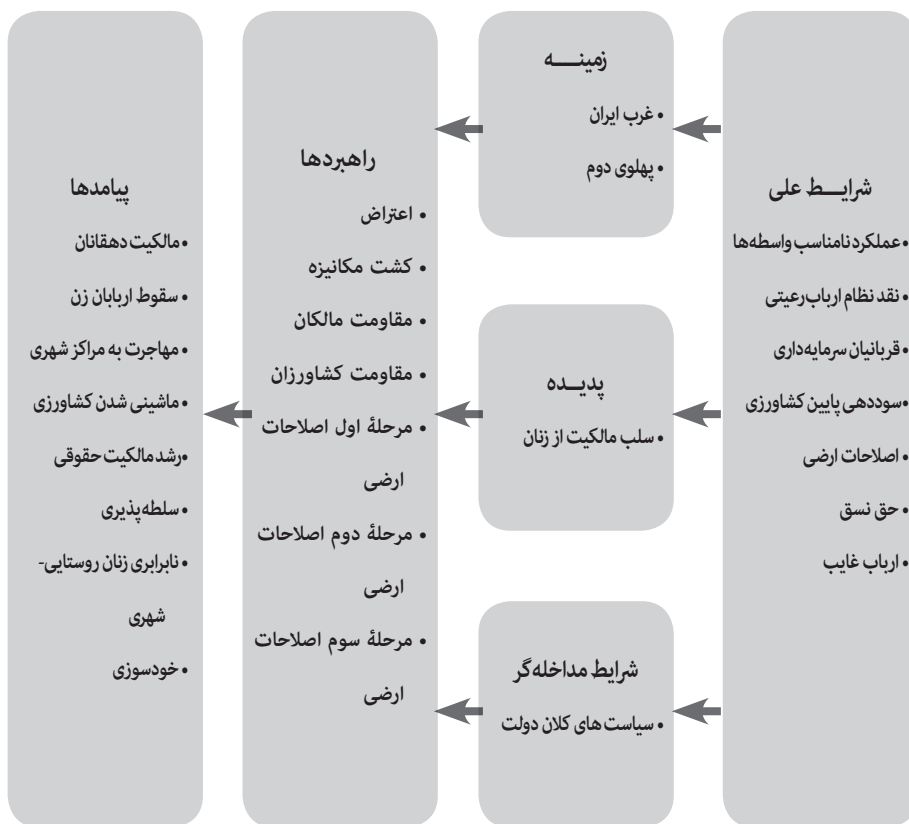 شرایـــط علی
• عملکرد نامناسب واسطه‌ها
• نقد نظام ارباب‌رعیتی
• قربانیان سرمایه‌داری
• سوددهی پایین کشاورزی
• اصلاحات ارضی
• حق نسق
• ارباب غایب
زمینـــه
• غرب ایران
• پهلوی دوم
پدیـــده
• سلب مالکیت از زنان
شرایط مداخله‌گر
• سیاست‌های کلان دولت
راهبردها
• اعتراض
• کشت مکانیزه
• مقاومت مالکان
• مقاومت کشاورزان
• مرحلهٔ اول اصلاحات
ارضی
• مرحلهٔ دوم اصلاحات
ارضی
• مرحلهٔ سوم اصلاحات
ارضی
پیامدها
• مالکیت دهقانان
• سقوط اربابان زن
• مهاجرت به مراکز شهری
• ماشینی شدن کشاورزی
• رشد مالکیت حقوقی
• سلطه‌پذیری
• نابرابری زنان روستایی-
شهری
• خودسوزی